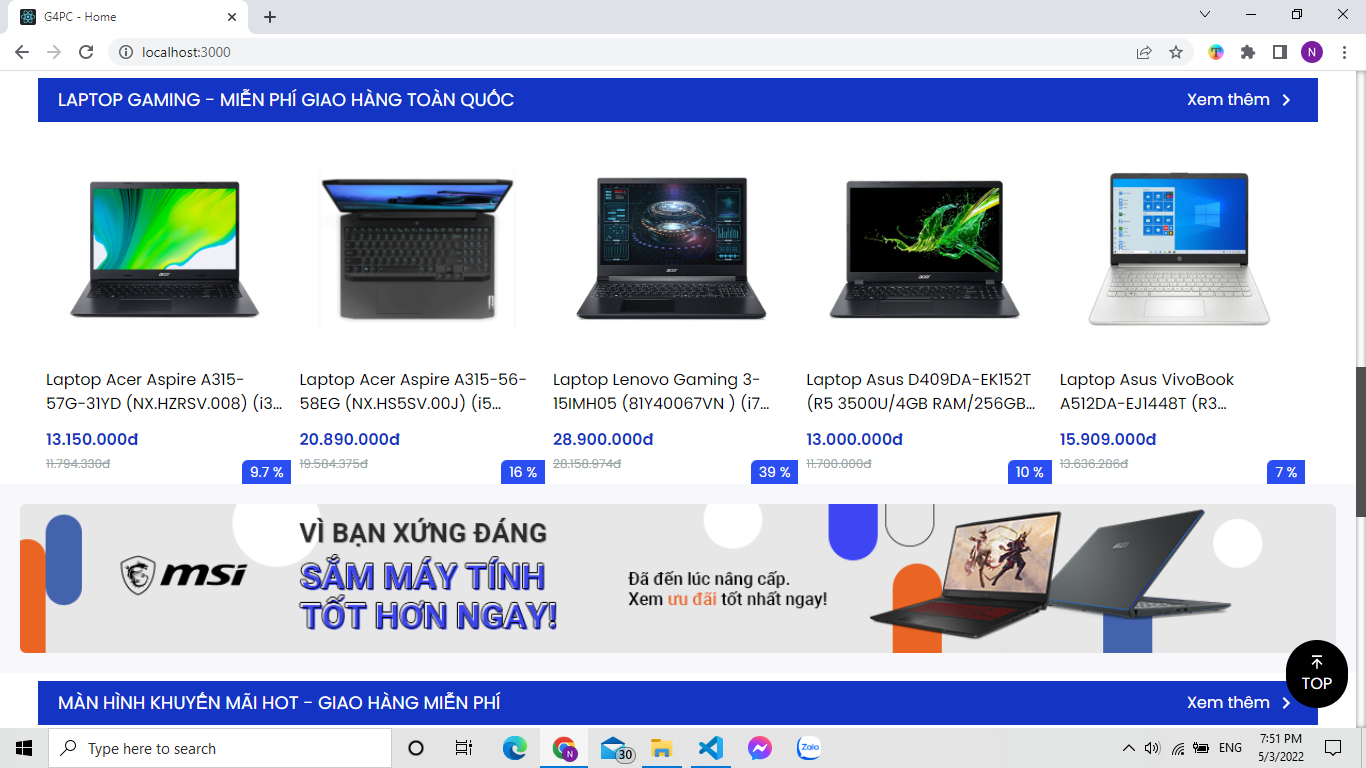 G4PC - Home
localhost:3000
N
LAPTOP GAMING - MIỄN PHÍ GIAO HÀNG TOÀN QUỐC
Xem thêm
acer
acer
acer
Laptop Acer Aspire A315-
57G-31YD (NX.HZRSV.008) (i3...
13.150.000đ
11.794.330đ
9.7 %
Laptop Acer Aspire A315-56-
58EG (NX.HS5SV.00J) (i5...
20.890.000đ
19.584.375đ
16 %
Laptop Lenovo Gaming 3-
15IMH05 (81Y40067VN ) (i7...
28.900.000đ
28.158.974đ
39 %
Laptop Asus D409DA-EK152T
(R5 3500U/4GB RAM/256GB...
13.000.000đ
11.700.000đ
10 %
Laptop Asus VivoBook
A512DA-EJ1448T (R3...
15.909.000đ
13.636.286đ
7 %
msi
VÌ BẠN XỨNG ĐÁNG
SẮM MÁY TÍNH
TỐT HƠN NGAY!
Đã đến lúc nâng cấp.
Xem ưu đãi tốt nhất ngay!
msi
TOP
MÀN HÌNH KHUYẾN MÃI HOT - GIAO HÀNG MIỄN PHÍ
Xem thêm
Type here to search
N
30
Zalo
ENG
7:51 PM
5/3/2022